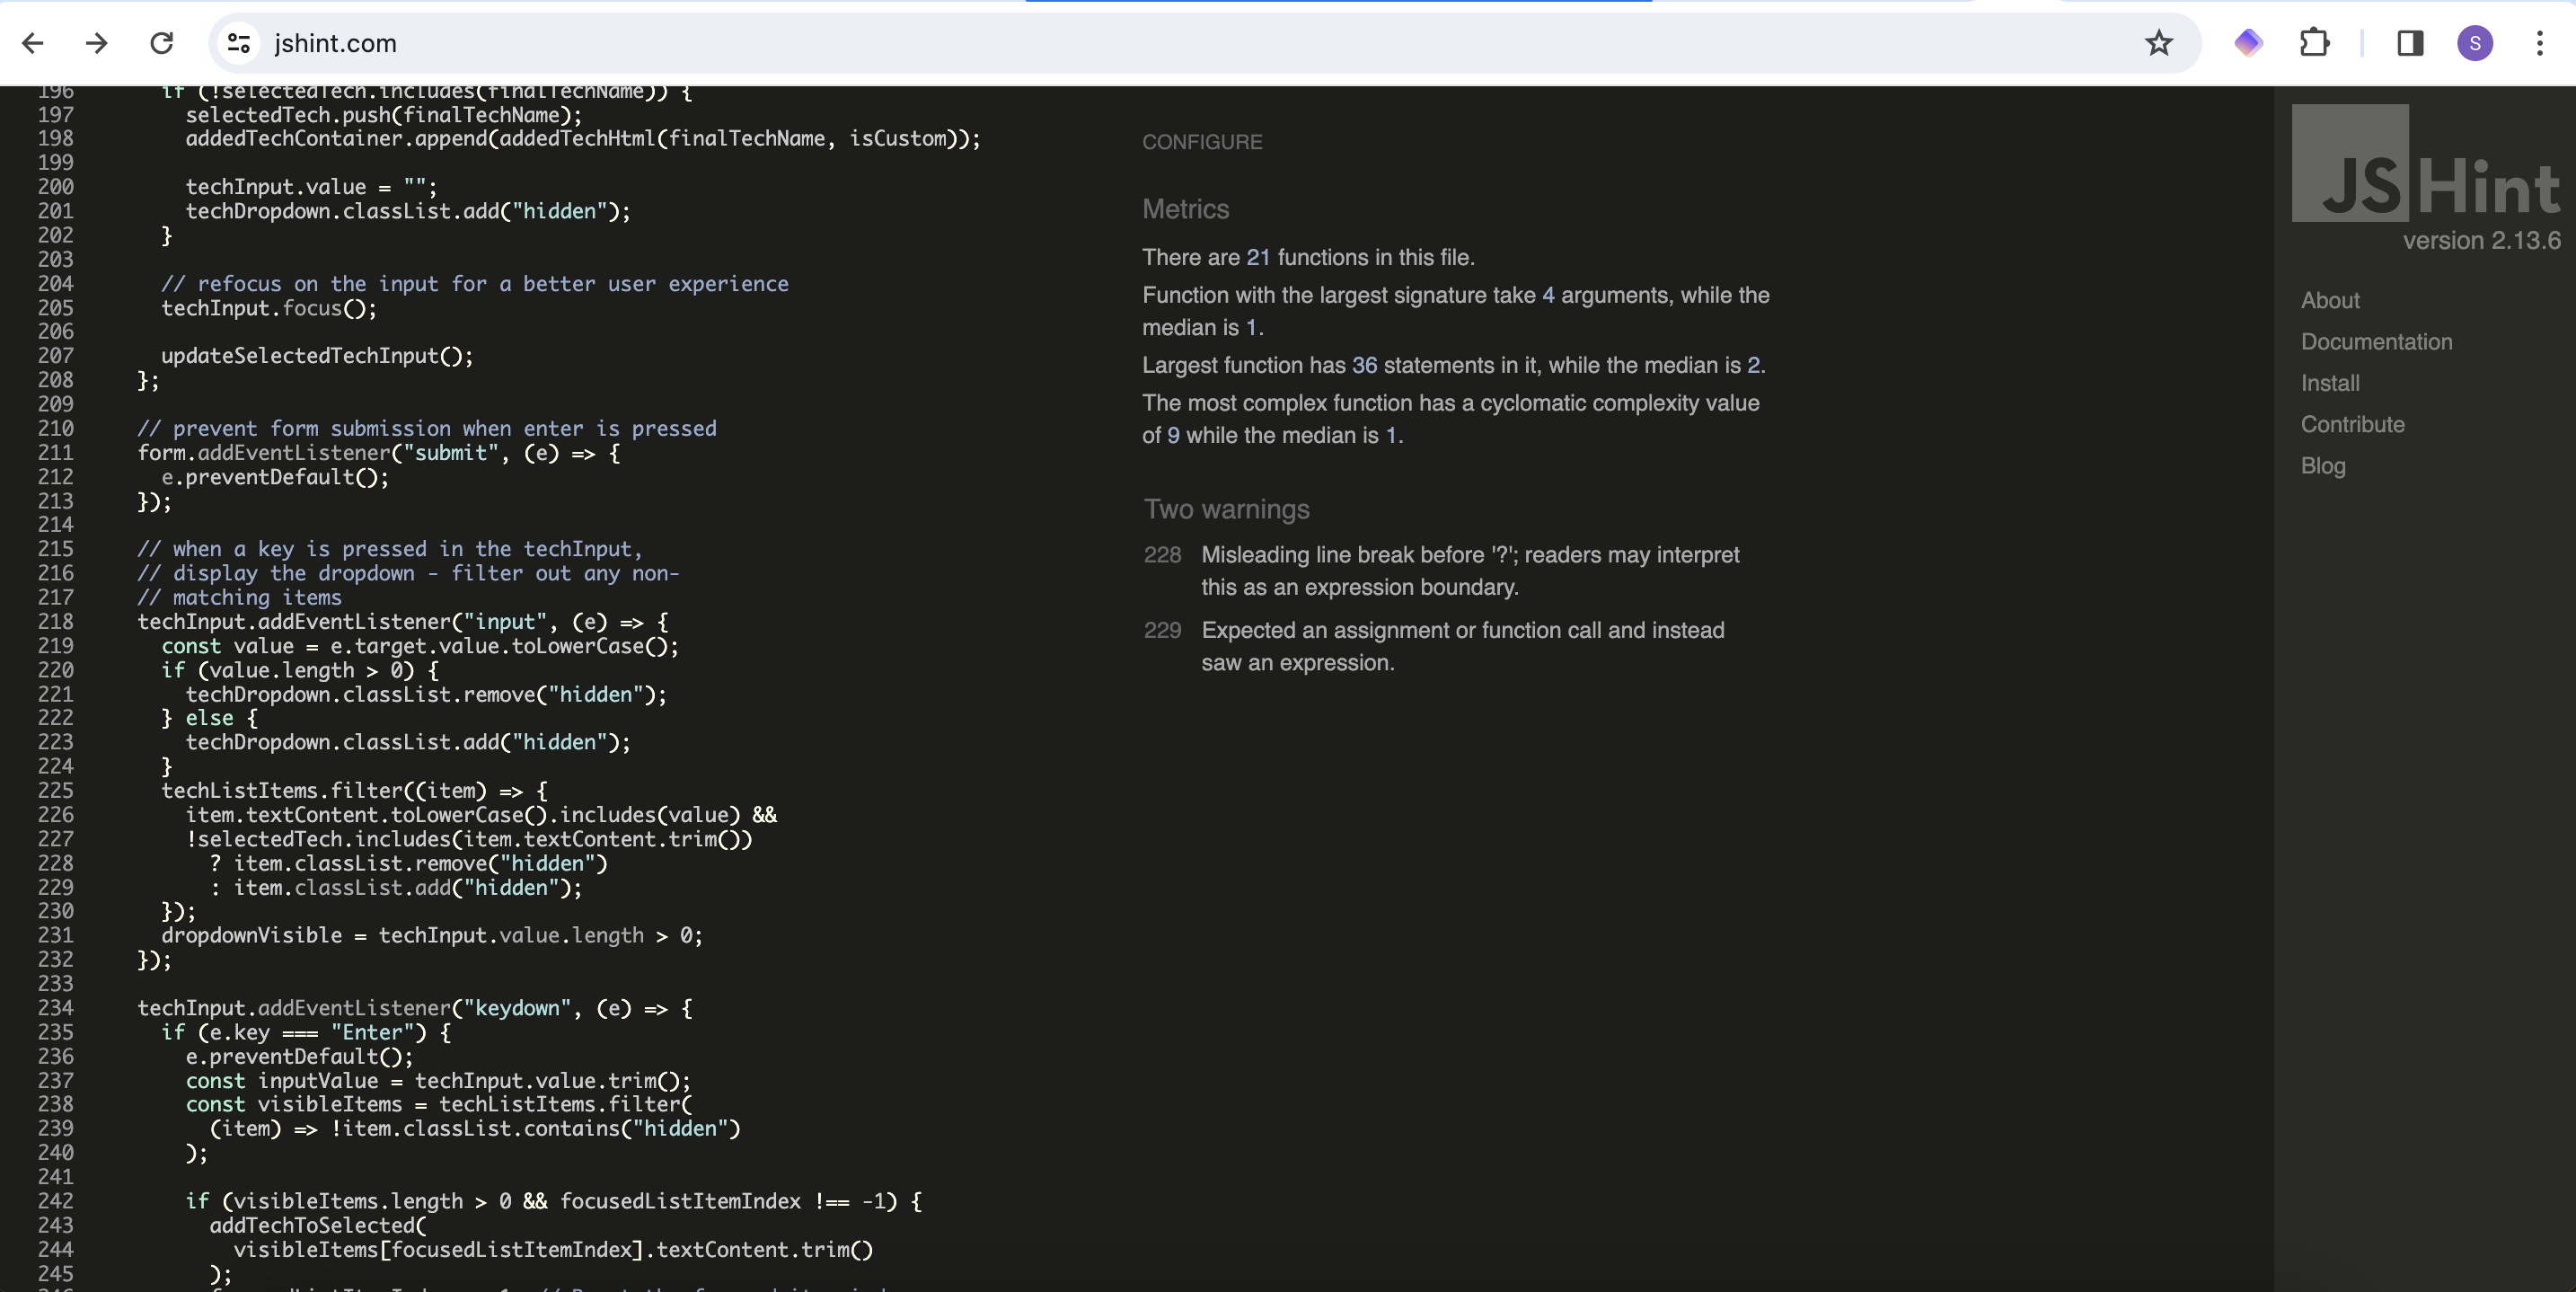 jshint.com
S
196 if (!selectedTech.includes(finalTechName)) {
197 selectedTech.push(finalTechName);
198 addedTechContainer.append(addedTechHtml(finalTechName, isCustom));
199
200 techInput.value = "";
201 techDropdown.classList.add("hidden");
202 }
203
204 // refocus on the input for a better user experience
205 techInput.focus();
206
207 updateSelectedTechInput();
208 };
209
210 // prevent form submission when enter is pressed
211 form.addEventListener("submit", (e) => {
212 e.preventDefault();
213 });
214
215 // when a key is pressed in the techInput,
216 // display the dropdown - filter out any non-
217 // matching items
218 techInput.addEventListener("input", (e) => {
219 const value = e.target.value.toLowerCase();
220 if (value.length > 0) {
221 techDropdown.classList.remove("hidden");
222 } else {
223 techDropdown.classList.add("hidden");
224 }
225 techListItems.filter((item) => {
226 item.textContent.toLowerCase().includes(value) &&
227 !selectedTech.includes(item.textContent.trim())
228 ? item.classList.remove("hidden")
229 : item.classList.add("hidden");
230 });
231 dropdownVisible = techInput.value.length > 0;
232 });
233
234 techInput.addEventListener("keydown", (e) => {
235 if (e.key === "Enter") {
236 e.preventDefault();
237 const inputValue = techInput.value.trim();
238 const visibleItems = techListItems.filter(
239 (item) => !item.classList.contains("hidden")
240 );
241
242 if (visibleItems.length > 0 && focusedListItemIndex !== -1) {
243 addTechToSelected(
244 visibleItems[focusedListItemIndex].textContent.trim()
245 );
CONFIGURE
Metrics
There are 21 functions in this file.
Function with the largest signature take 4 arguments, while the
median is 1.
Largest function has 36 statements in it, while the median is 2.
The most complex function has a cyclomatic complexity value
of 9 while the median is 1.
Two warnings
228 Misleading line break before '?'; readers may interpret
this as an expression boundary.
229 Expected an assignment or function call and instead
saw an expression.
JSHint
version 2.13.6
About
Documentation
Install
Contribute
Blog